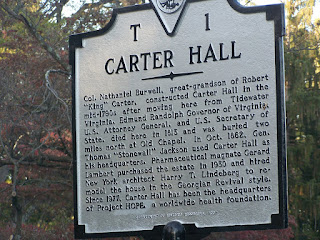 T 1
CARTER HALL
Col. Nathaniel Burwell, great-grandson of Robert
"King" Carter, constructed Carter Hall in the
mid-1790s after moving here from Tidewater
Virginia. Edmund Randolph Governor of Virginia,
U.S. Attorney General, and U.S. Secretary of
State, died here in 1813 and was buried two
miles north at Old Chapel. In Oct. 1862, Gen.
Thomas "Stonewall" Jackson used Carter Hall as
his headquarters. Pharmaceutical magnate Gerard
Lambert purchased the estate in 1930 and hired
New York architect Harry T. Lindeberg to re-
model the house in the Georgian Revival style.
Since 1977, Carter Hall has been the headquarters
of Project HOPE, a worldwide health foundation.